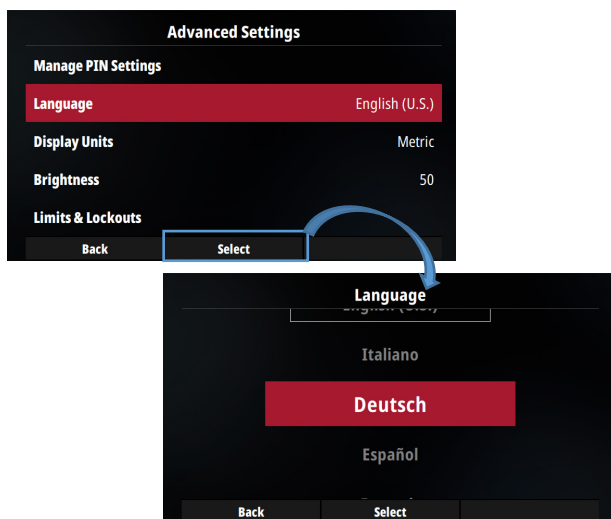 Advanced Settings
Manage PIN Settings
Language English (U.S.)
Display Units Metric
Brightness 50
Limits & Lockouts
Back Select
Language
English (U.S.)
Italiano
Deutsch
Español
Back Select